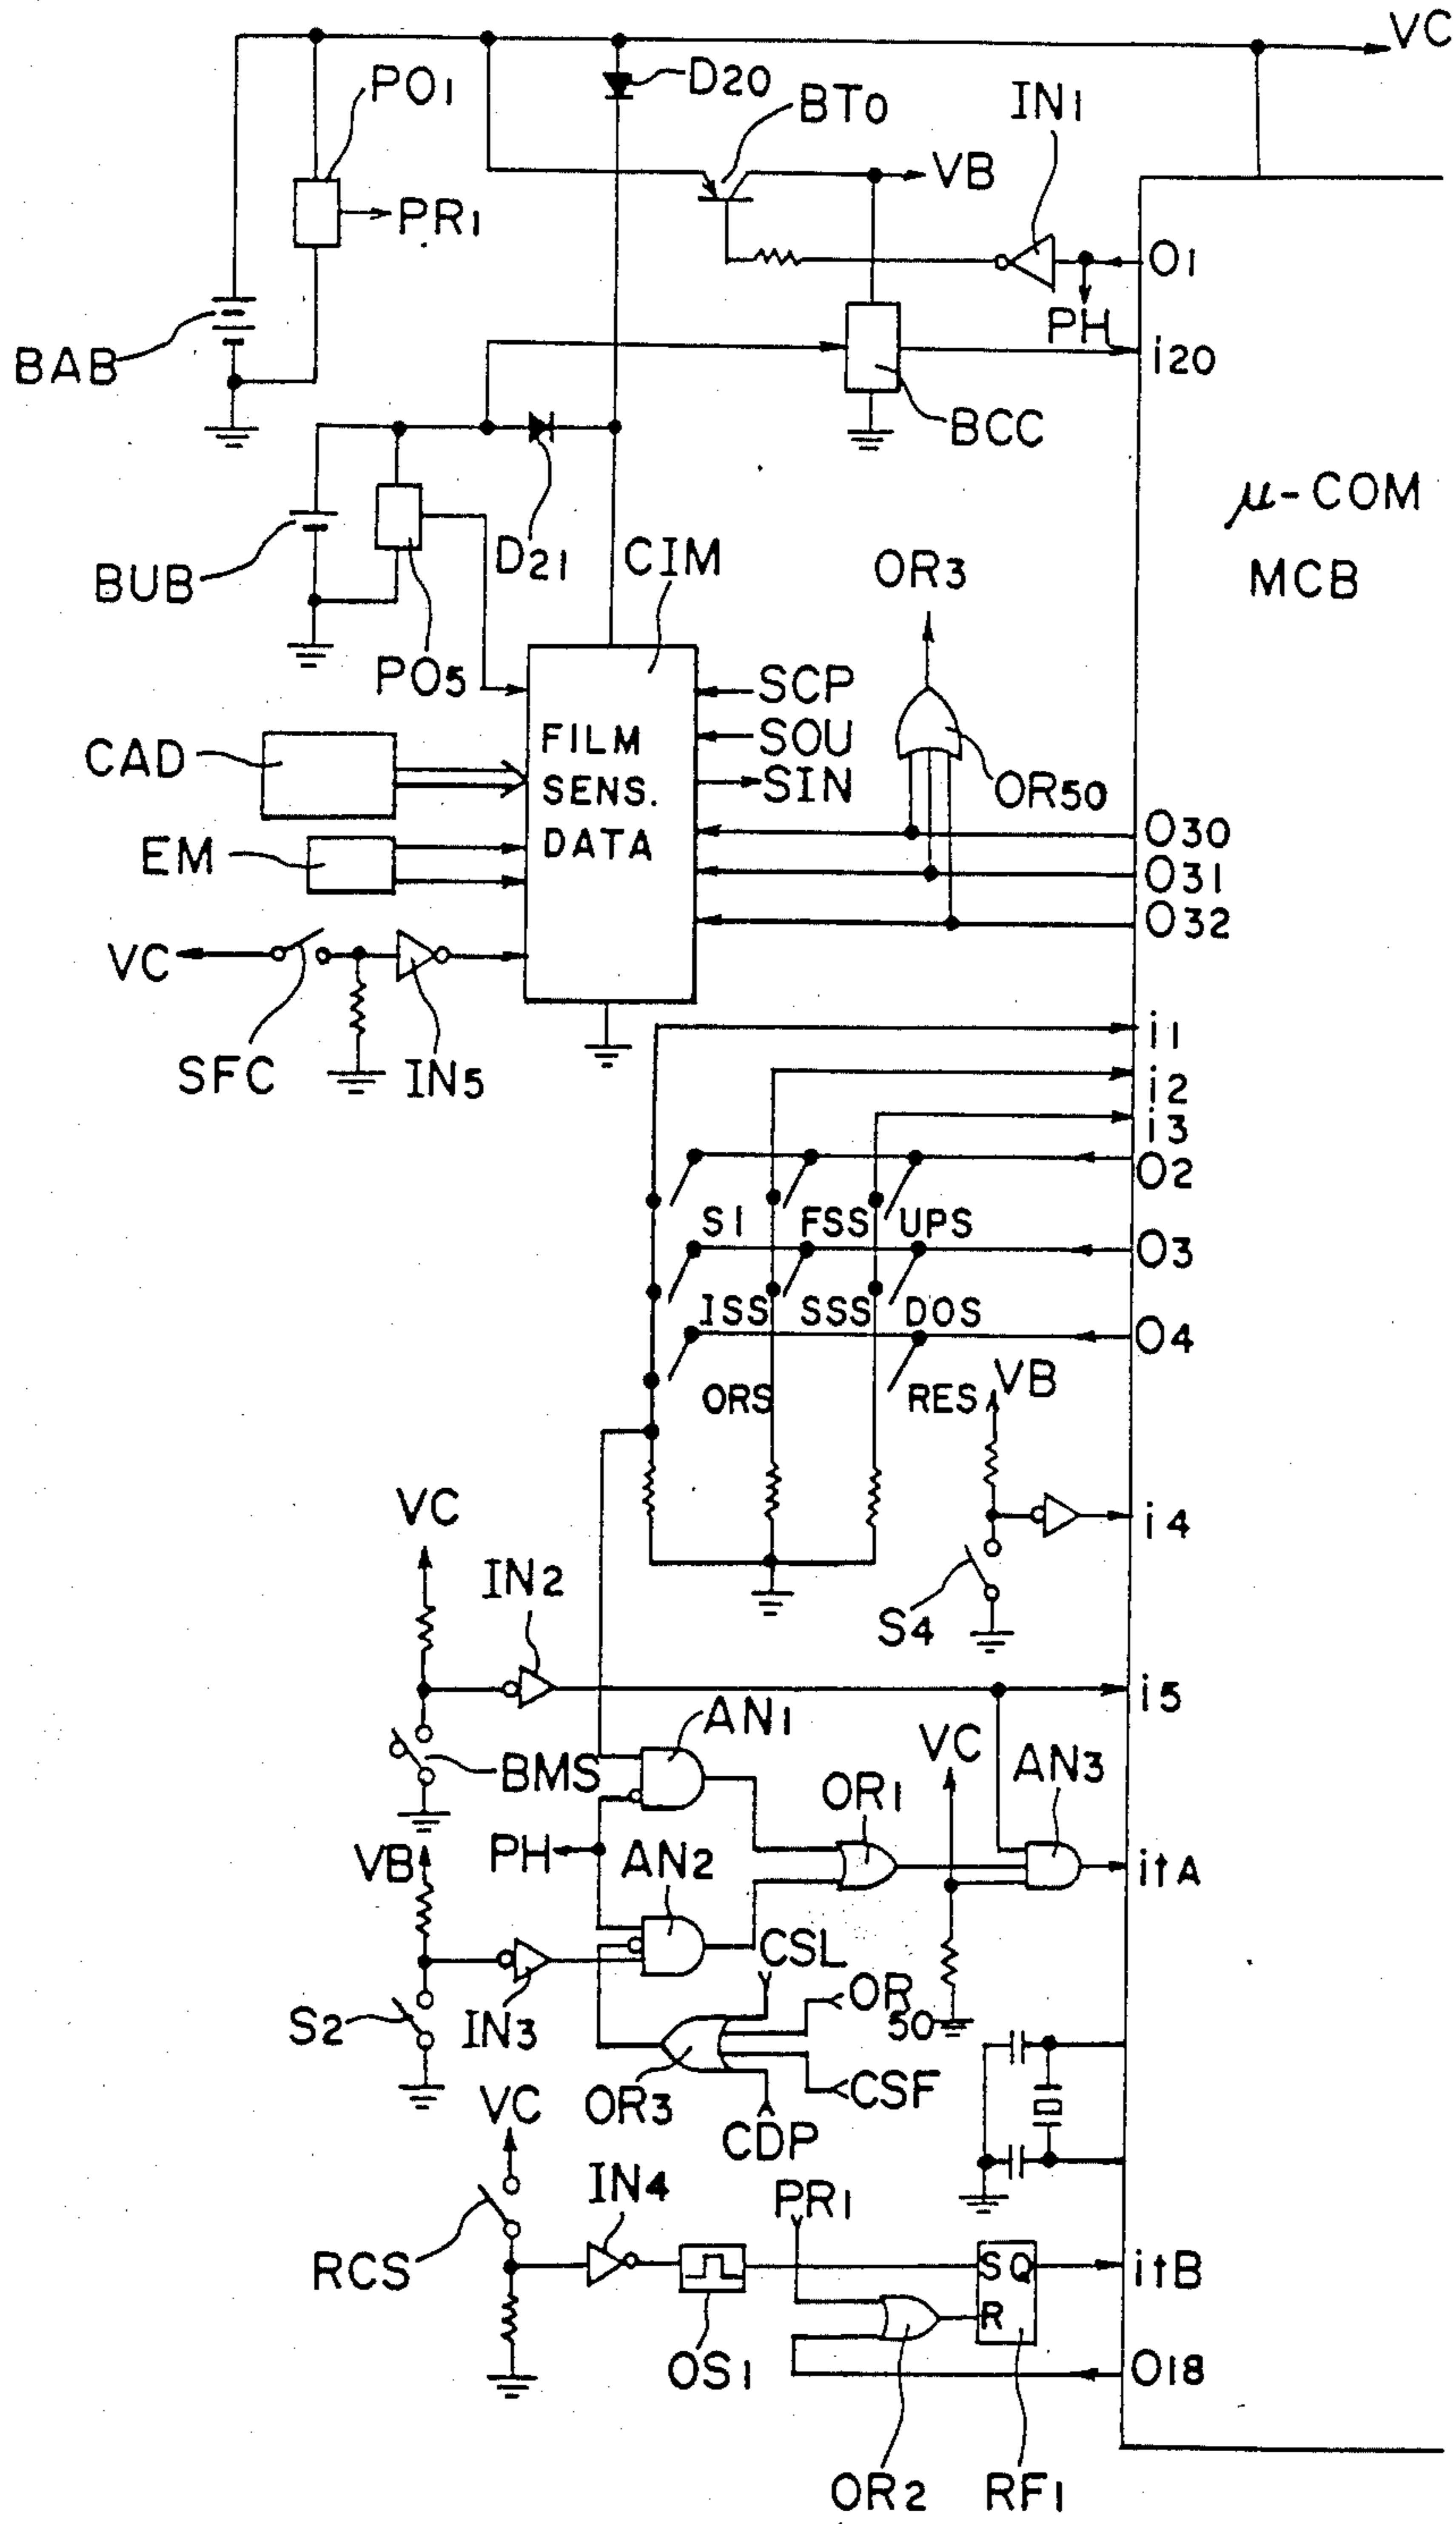 VC
D20
PO1
BTO
IN1
VB
PR1
O1
PH
i20
BAB
BCC
μ-COM
MCB
D21
CIM
OR3
BUB
PO5
SCP
FILM
SOU
CAD
SENS.
SIN
OR50
DATA
O30
EM
O31
O32
VC
i1
SFC
IN5
i2
i3
O2
S1 FSS UPS
O3
ISS SSS DOS
O4
VB
ORS RES
VC
i4
IN2
S4
i5
AN1
VC
AN3
BMS
OR1
PH
AN2
VB
itA
CSL
OR
50
S2
IN3
CSF
OR3
VC
CDP
IN4
PR1
RCS
S Q
itB
R
OS1
O18
OR2
RF1